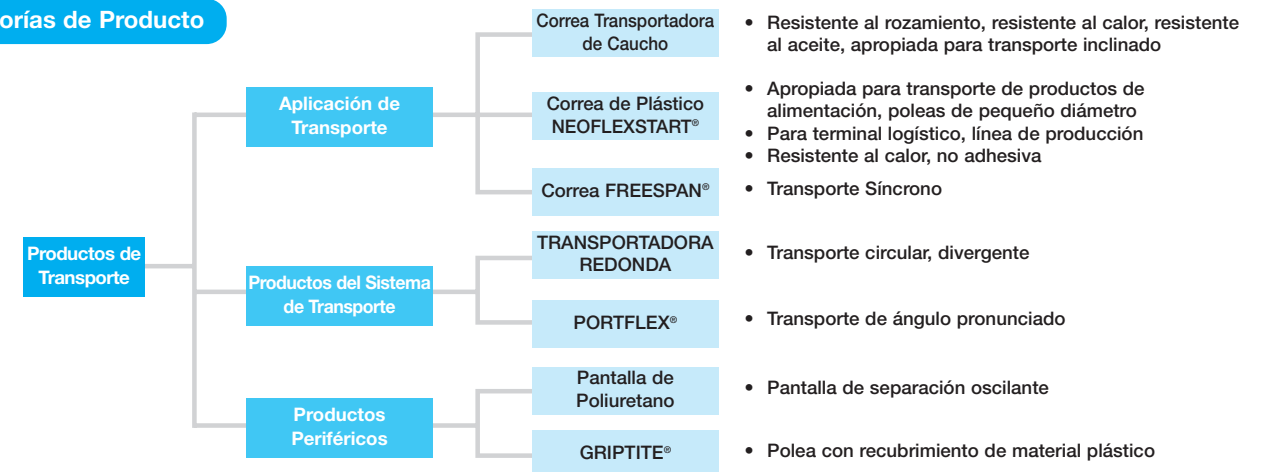 orías de Producto
Correa Transportadora
de Caucho
• Resistente al rozamiento, resistente al calor, resistente
al aceite, apropiada para transporte inclinado
Aplicación de
Transporte
Correa de Plástico
NEOFLEXSTART®
• Apropiada para transporte de productos de
alimentación, poleas de pequeño diámetro
• Para terminal logístico, línea de producción
• Resistente al calor, no adhesiva
Correa FREESPAN®
• Transporte Síncrono
Productos de
Transporte
Productos del Sistema
de Transporte
TRANSPORTADORA
REDONDA
• Transporte circular, divergente
PORTFLEX®
• Transporte de ángulo pronunciado
Productos
Periféricos
Pantalla de
Poliuretano
• Pantalla de separación oscilante
GRIPTITE®
• Polea con recubrimiento de material plástico